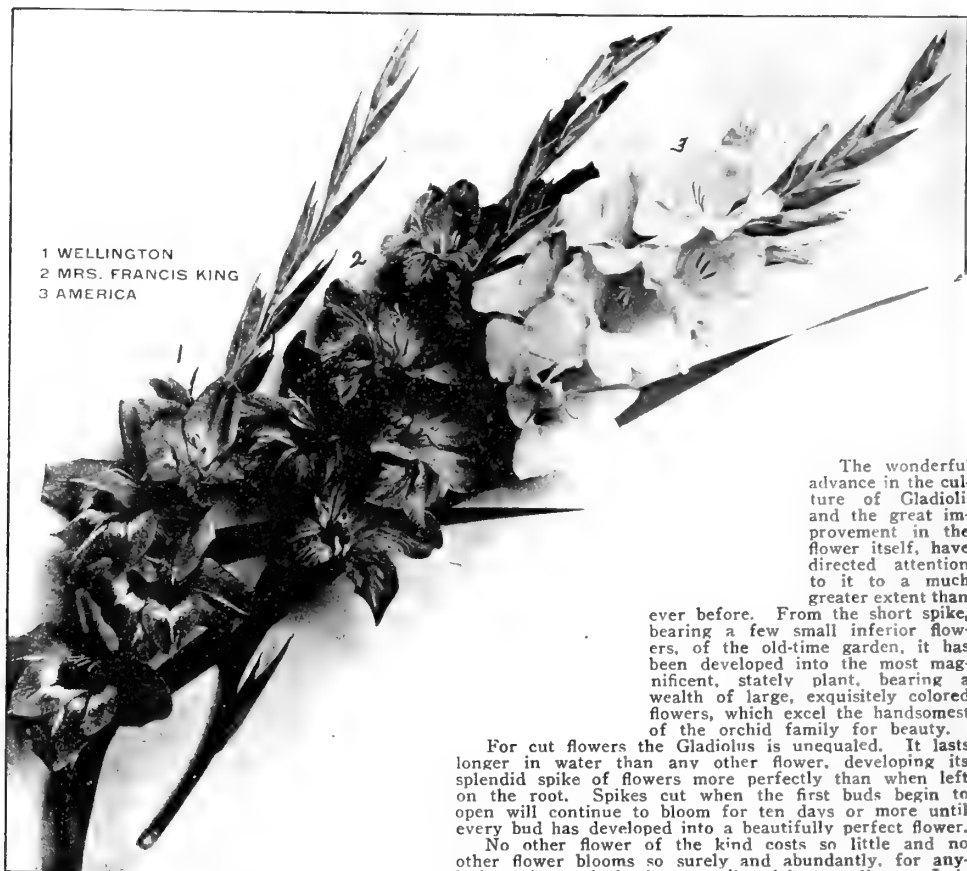 1 WELLINGTON
2 MRS. FRANCIS KING
3 AMERICA
1
2
3
The wonderful
advance in the cul-
ture of Gladioli
and the great im-
provement in the
flower itself, have
directed attention
to it to a much
greater extent than
ever before. From the short spike,
bearing a few small inferior flow-
ers, of the old-time garden, it has
been developed into the most mag-
nificent, stately plant, bearing a
wealth of large, exquisitely colored
flowers, which excel the handsomest
of the orchid family for beauty.
For cut flowers the Gladiolus is unequaled. It lasts
longer in water than any other flower, developing its
splendid spike of flowers more perfectly than when left
on the root. Spikes cut when the first buds begin to
open will continue to bloom for ten days or more until
every bud has developed into a beautifully perfect flower.
No other flower of the kind costs so little and no
other flower blooms so surely and abundantly, for any-